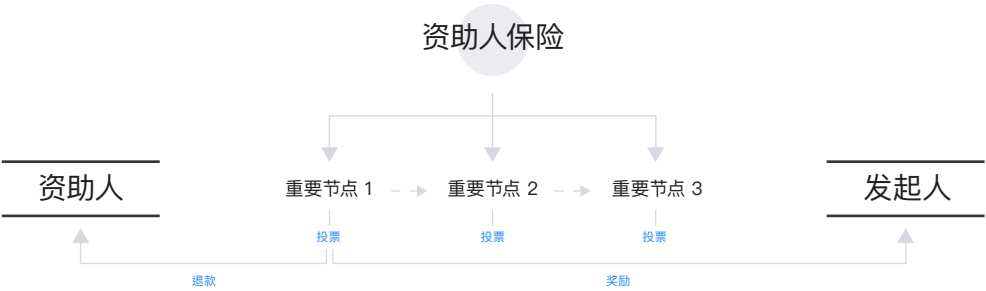 资助人保险
资助人
重要节点 1
重要节点 2
重要节点 3
发起人
投票
投票
投票
退款
奖励